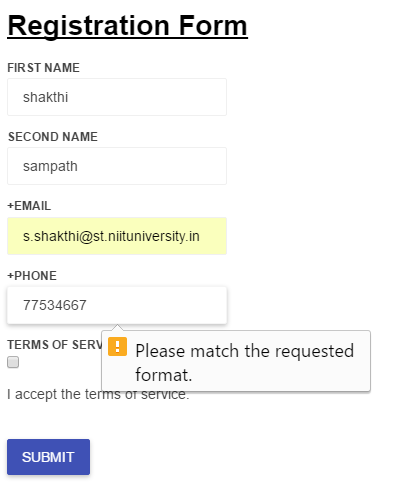 Registration Form
FIRST NAME
shakthi
SECOND NAME
sampath
+EMAIL
s.shakthi@st.niituniversity.in
+PHONE
77534667
TERMS OF SERV
Please match the requested
format.
I accept the terms of service.
SUBMIT